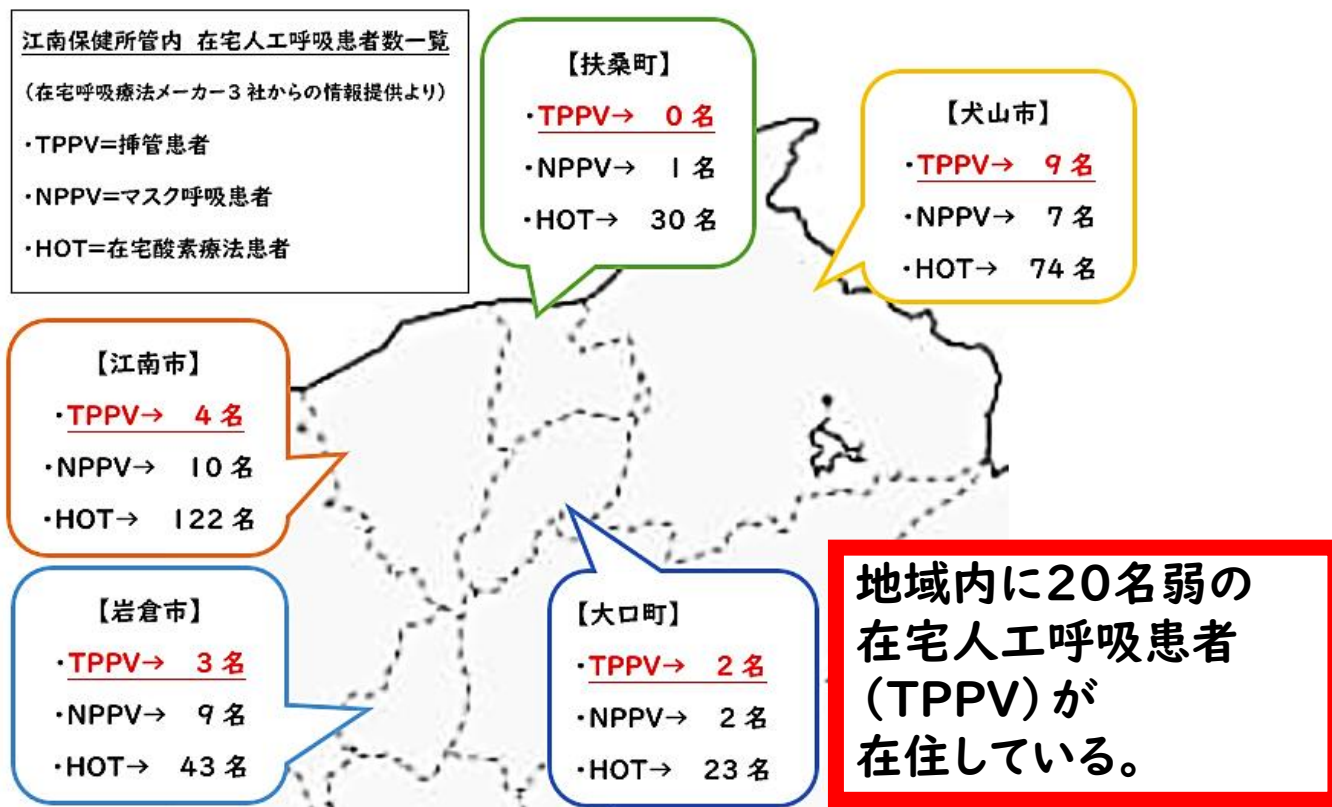 江南保健所管内 在宅人工呼吸患者数一覧
(在宅呼吸療法メーカー3社からの情報提供より)
・TPPV=挿管患者
・NPPV=マスク呼吸患者
・HOT=在宅酸素療法患者
【扶桑町】
・TPPV→ 0名
・NPPV→ 1名
・HOT→ 30名
【犬山市】
・TPPV→ 9名
・NPPV→ 7名
・HOT→ 74名
【江南市】
・TPPV→ 4名
・NPPV→ 10名
・HOT→ 122名
【岩倉市】
・TPPV→ 3名
・NPPV→ 9名
・HOT→ 43名
【大口町】
・TPPV→ 2名
・NPPV→ 2名
・HOT→ 23名
地域内に20名弱の
在宅人工呼吸患者
(TPPV)が
在住している。